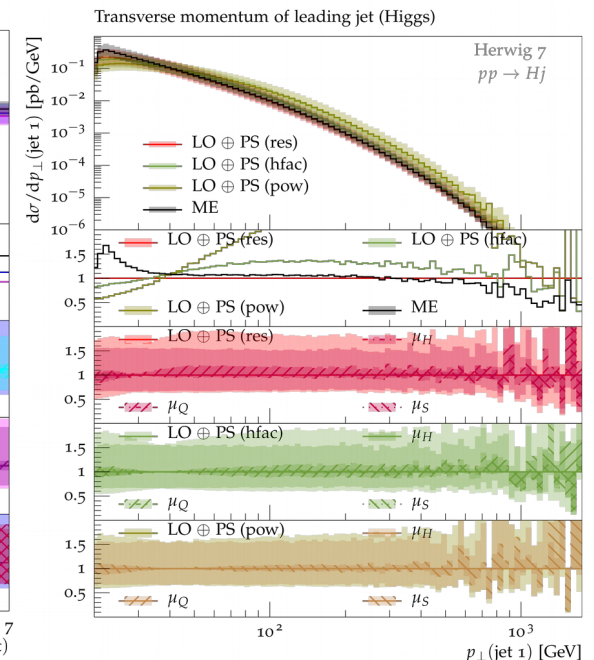 Transverse momentum of leading jet (Higgs)
Herwig 7
pp → Hj
dσ/dp⊥(jet 1) [pb/GeV]
10⁻¹
10⁻²
10⁻³
10⁻⁴
10⁻⁵
10⁻⁶
LO ⊕ PS (res)
LO ⊕ PS (hfac)
LO ⊕ PS (pow)
ME
LO ⊕ PS (res) LO ⊕ PS (hfac)
1.5
1
0.5
LO ⊕ PS (pow) ME
LO ⊕ PS (res) μH
1.5
1
0.5
μQ μS
LO ⊕ PS (hfac) μH
1.5
1
0.5
μQ μS
LO ⊕ PS (pow) μH
1.5
1
0.5
μQ μS
10² 10³
p⊥(jet 1) [GeV]
7